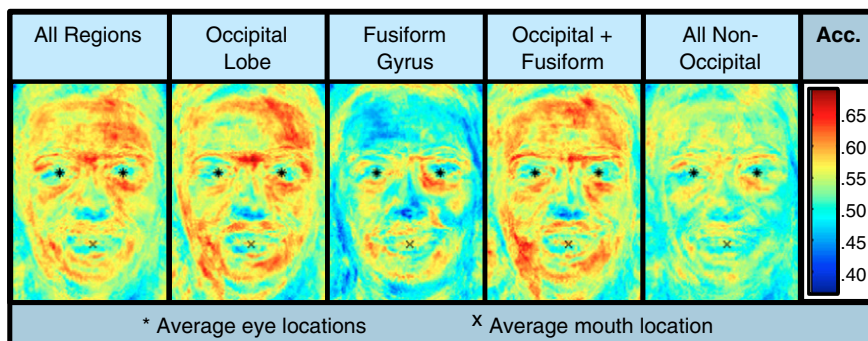 All Regions
Occipital Lobe
Fusiform Gyrus
Occipital + Fusiform
All Non-Occipital
Acc.
.65
.60
.55
.50
.45
.40
* Average eye locations
x Average mouth location